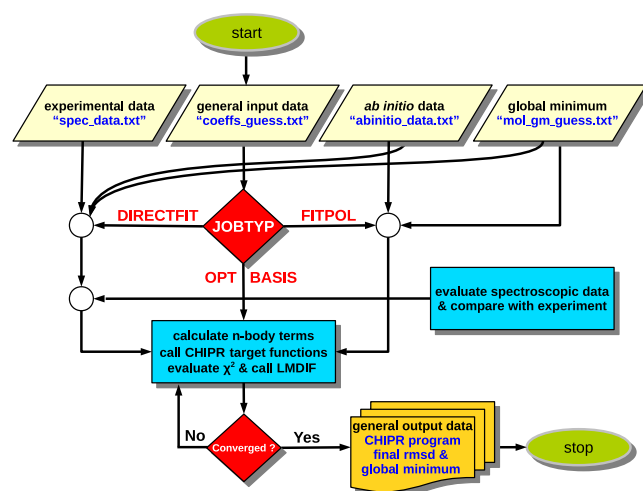 start
experimental data
“spec_data.txt”
general input data
“coeffs_guess.txt”
ab initio data
“abinitio_data.txt”
global minimum
“mol_gm_guess.txt”
DIRECTFIT
JOBTYP
FITPOL
OPT BASIS
evaluate spectroscopic data
& compare with experiment
calculate n-body terms
call CHIPR target functions
evaluate χ² & call LMDIF
No
Converged ?
Yes
general output data
CHIPR program
final rmsd &
global minimum
stop